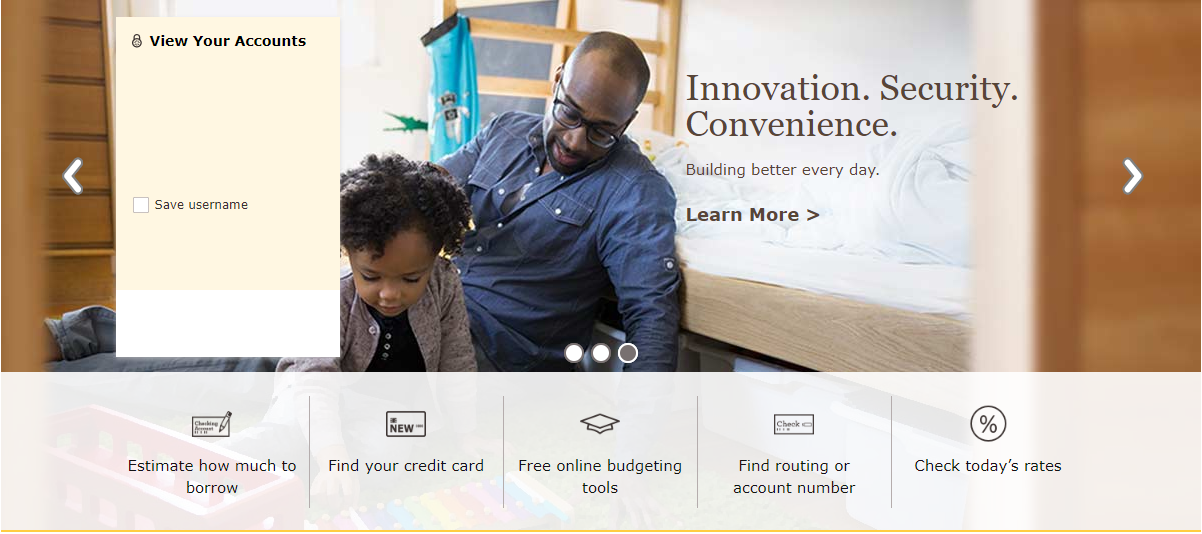 View Your Accounts
Innovation. Security.
Convenience.
Building better every day.
Learn More >
Save username
Checking
Account
NEW
Check
%
Estimate how much to
borrow
Find your credit card
Free online budgeting
tools
Find routing or
account number
Check today’s rates